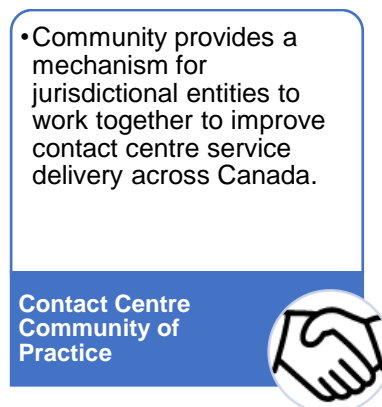 •Community provides a
mechanism for
jurisdictional entities to
work together to improve
contact centre service
delivery across Canada.
Contact Centre
Community of
Practice